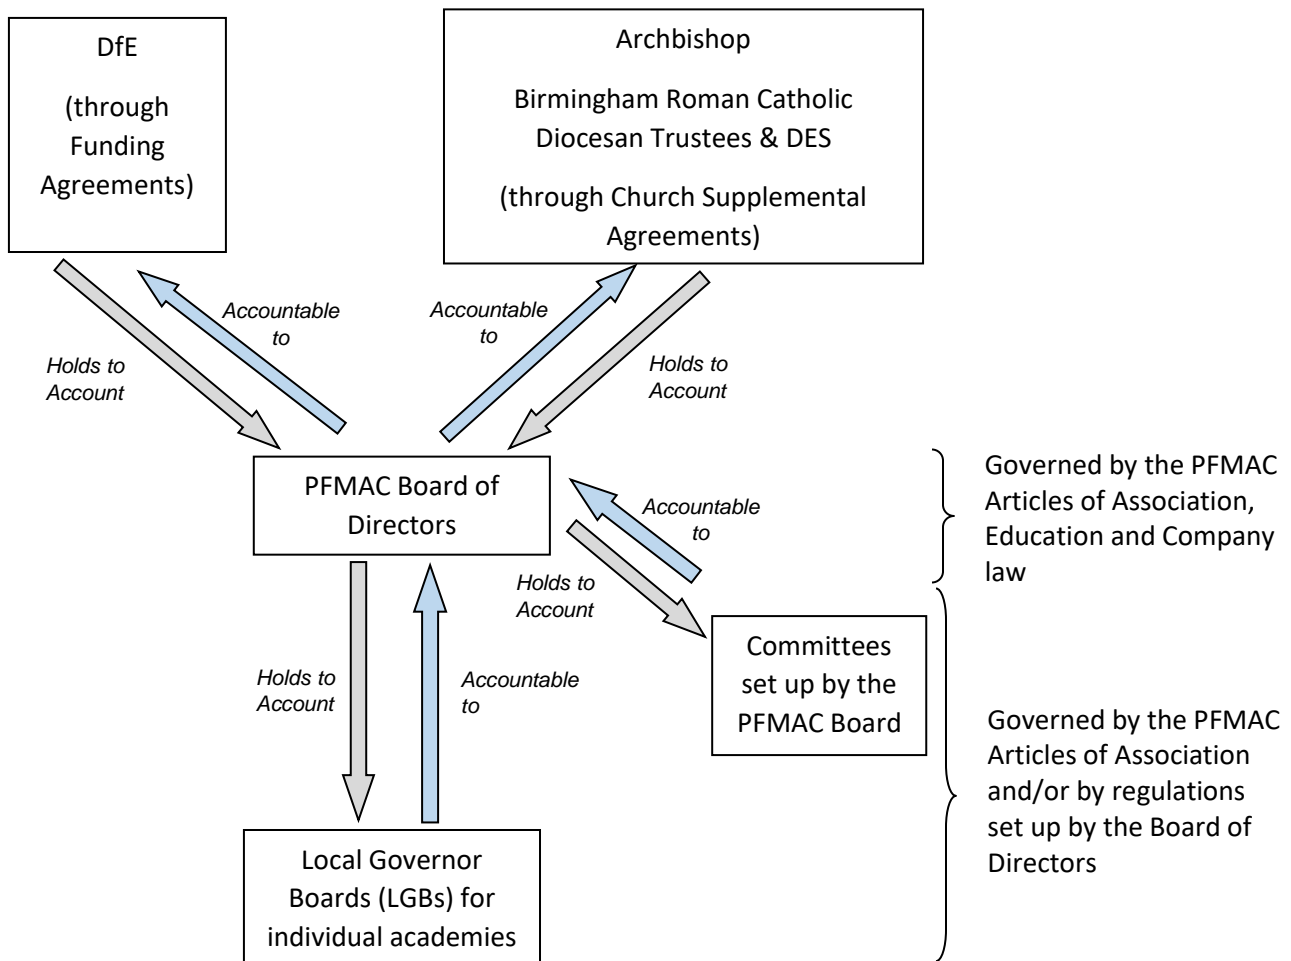 DfE
(through
Funding
Agreements)
Archbishop
Birmingham Roman Catholic
Diocesan Trustees & DES
(through Church Supplemental
Agreements)
Accountable
to
Holds to
Account
Accountable
to
Holds to
Account
PFMAC Board of
Directors
Governed by the PFMAC
Articles of Association,
Education and Company
law
Accountable
to
Holds to
Account
Holds to
Account
Accountable
to
Committees
set up by the
PFMAC Board
Governed by the PFMAC
Articles of Association
and/or by regulations
set up by the Board of
Directors
Local Governor
Boards (LGBs) for
individual academies